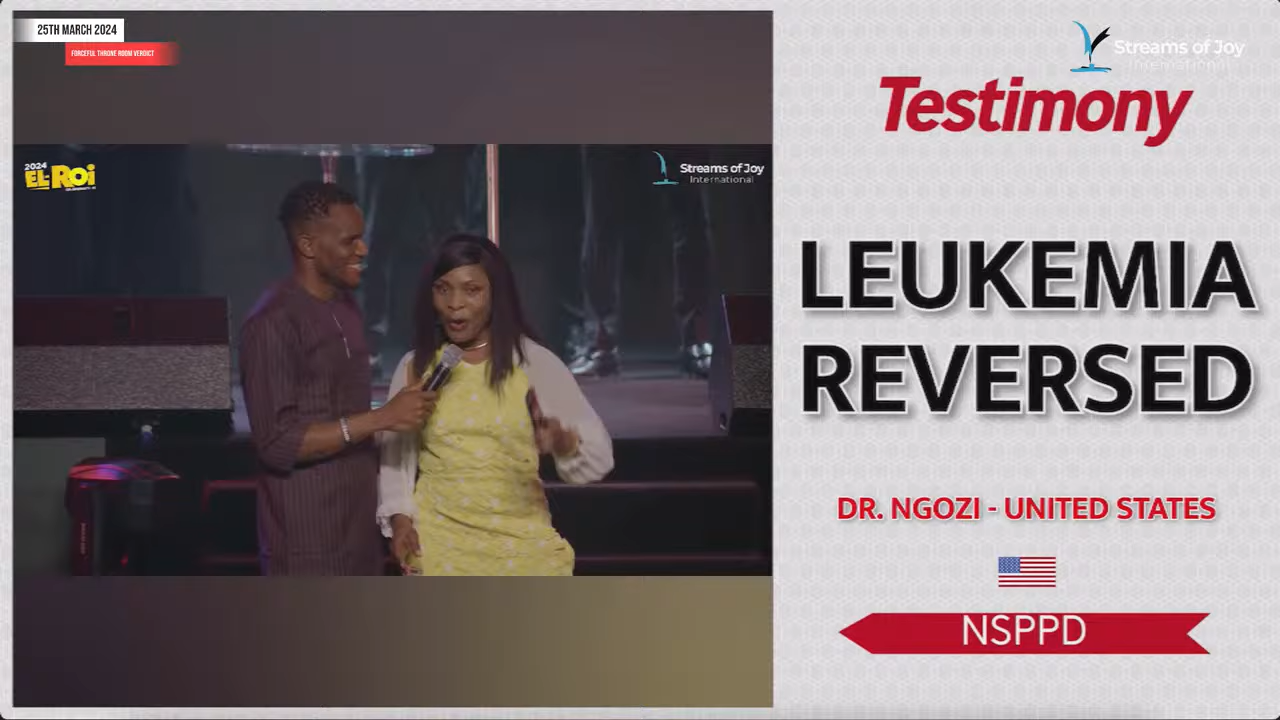 25TH MARCH 2024
FORCEFUL THRONE ROOM VERDICT
2024
EL-ROI
Streams of Joy
International
Streams of Joy
International
Testimony
LEUKEMIA
REVERSED
DR. NGOZI - UNITED STATES
NSPPD